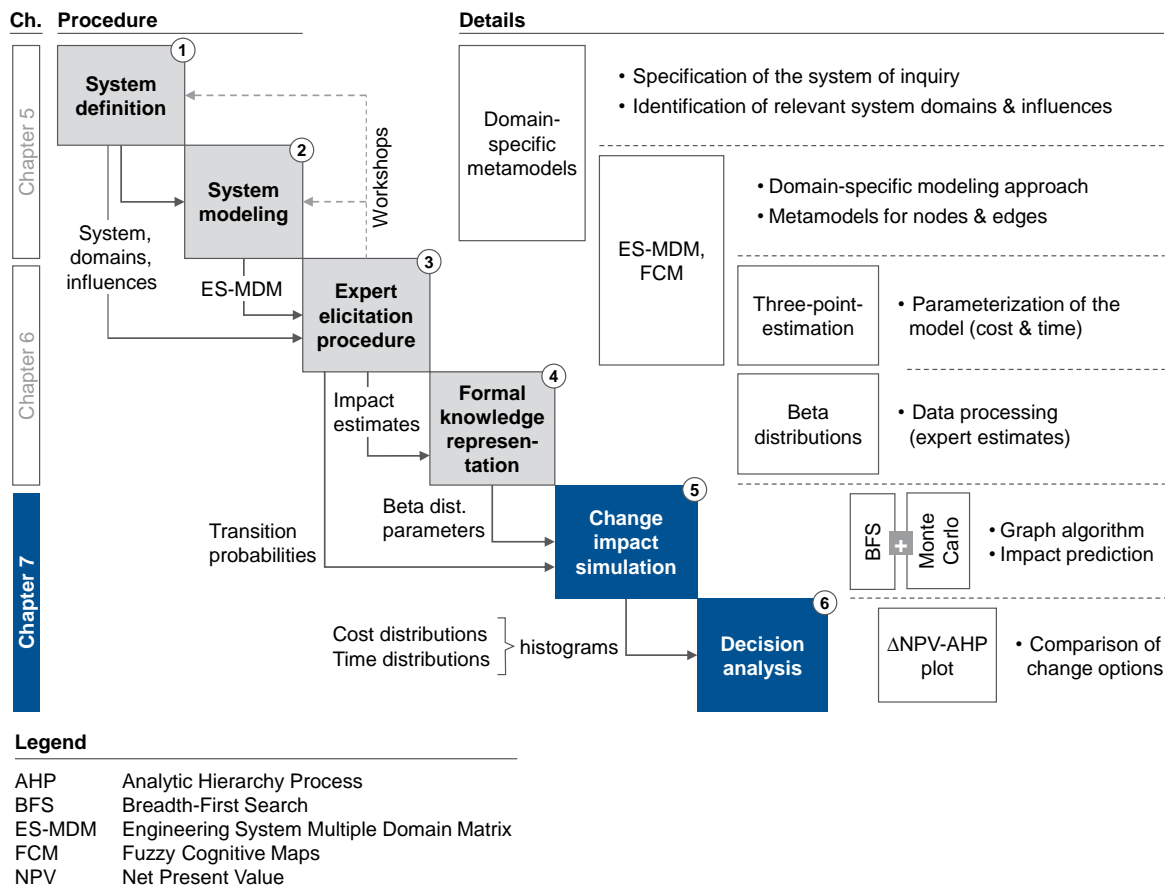 Ch.
Procedure
Details
Chapter 5
1
System
definition
2
System
modeling
Workshops
System,
domains,
influences
ES-MDM
Domain-
specific
metamodels
• Specification of the system of inquiry
• Identification of relevant system domains & influences
ES-MDM,
FCM
• Domain-specific modeling approach
• Metamodels for nodes & edges
Chapter 6
3
Expert
elicitation
procedure
Three-point-
estimation
• Parameterization of the
model (cost & time)
Impact
estimates
4
Formal
knowledge
represen-
tation
Beta
distributions
• Data processing
(expert estimates)
Chapter 7
Transition
probabilities
Beta dist.
parameters
5
Change
impact
simulation
BFS
+
Monte
Carlo
• Graph algorithm
• Impact prediction
Cost distributions
Time distributions
histograms
6
Decision
analysis
ΔNPV-AHP
plot
• Comparison of
change options
Legend
AHP Analytic Hierarchy Process
BFS Breadth-First Search
ES-MDM Engineering System Multiple Domain Matrix
FCM Fuzzy Cognitive Maps
NPV Net Present Value